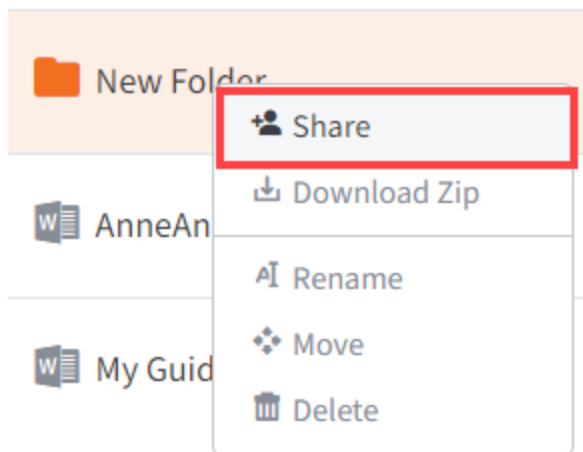 New Folder
Share
Download Zip
AnneAn
Rename
Move
My Guid
Delete